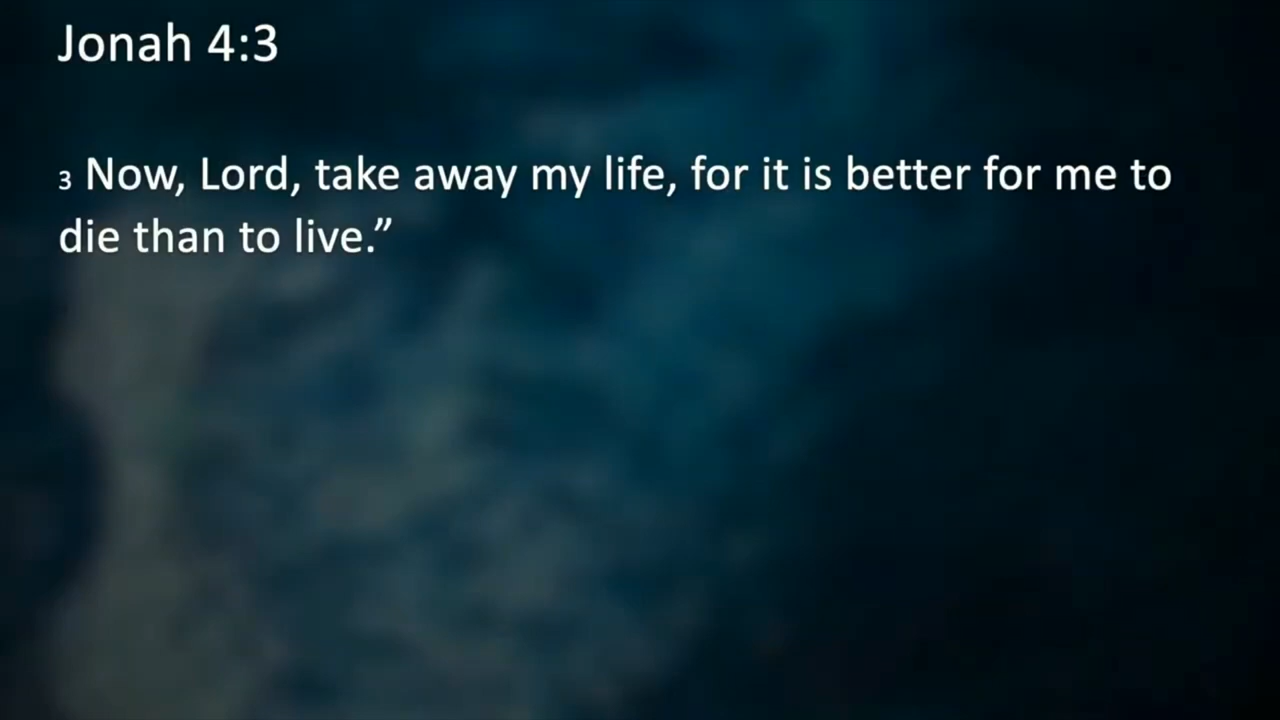 Jonah 4:3
3 Now, Lord, take away my life, for it is better for me to
die than to live.”